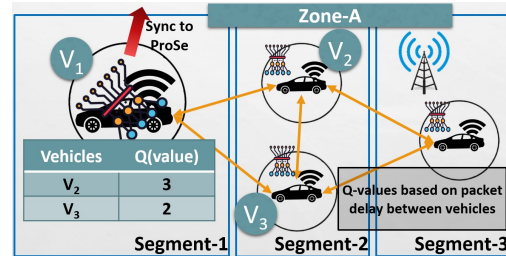 Zone-A
Sync to
ProSe
V1
V2
Vehicles Q(value)
V2 3
V3 2
V3
Q-values based on packet
delay between vehicles
Segment-1
Segment-2
Segment-3